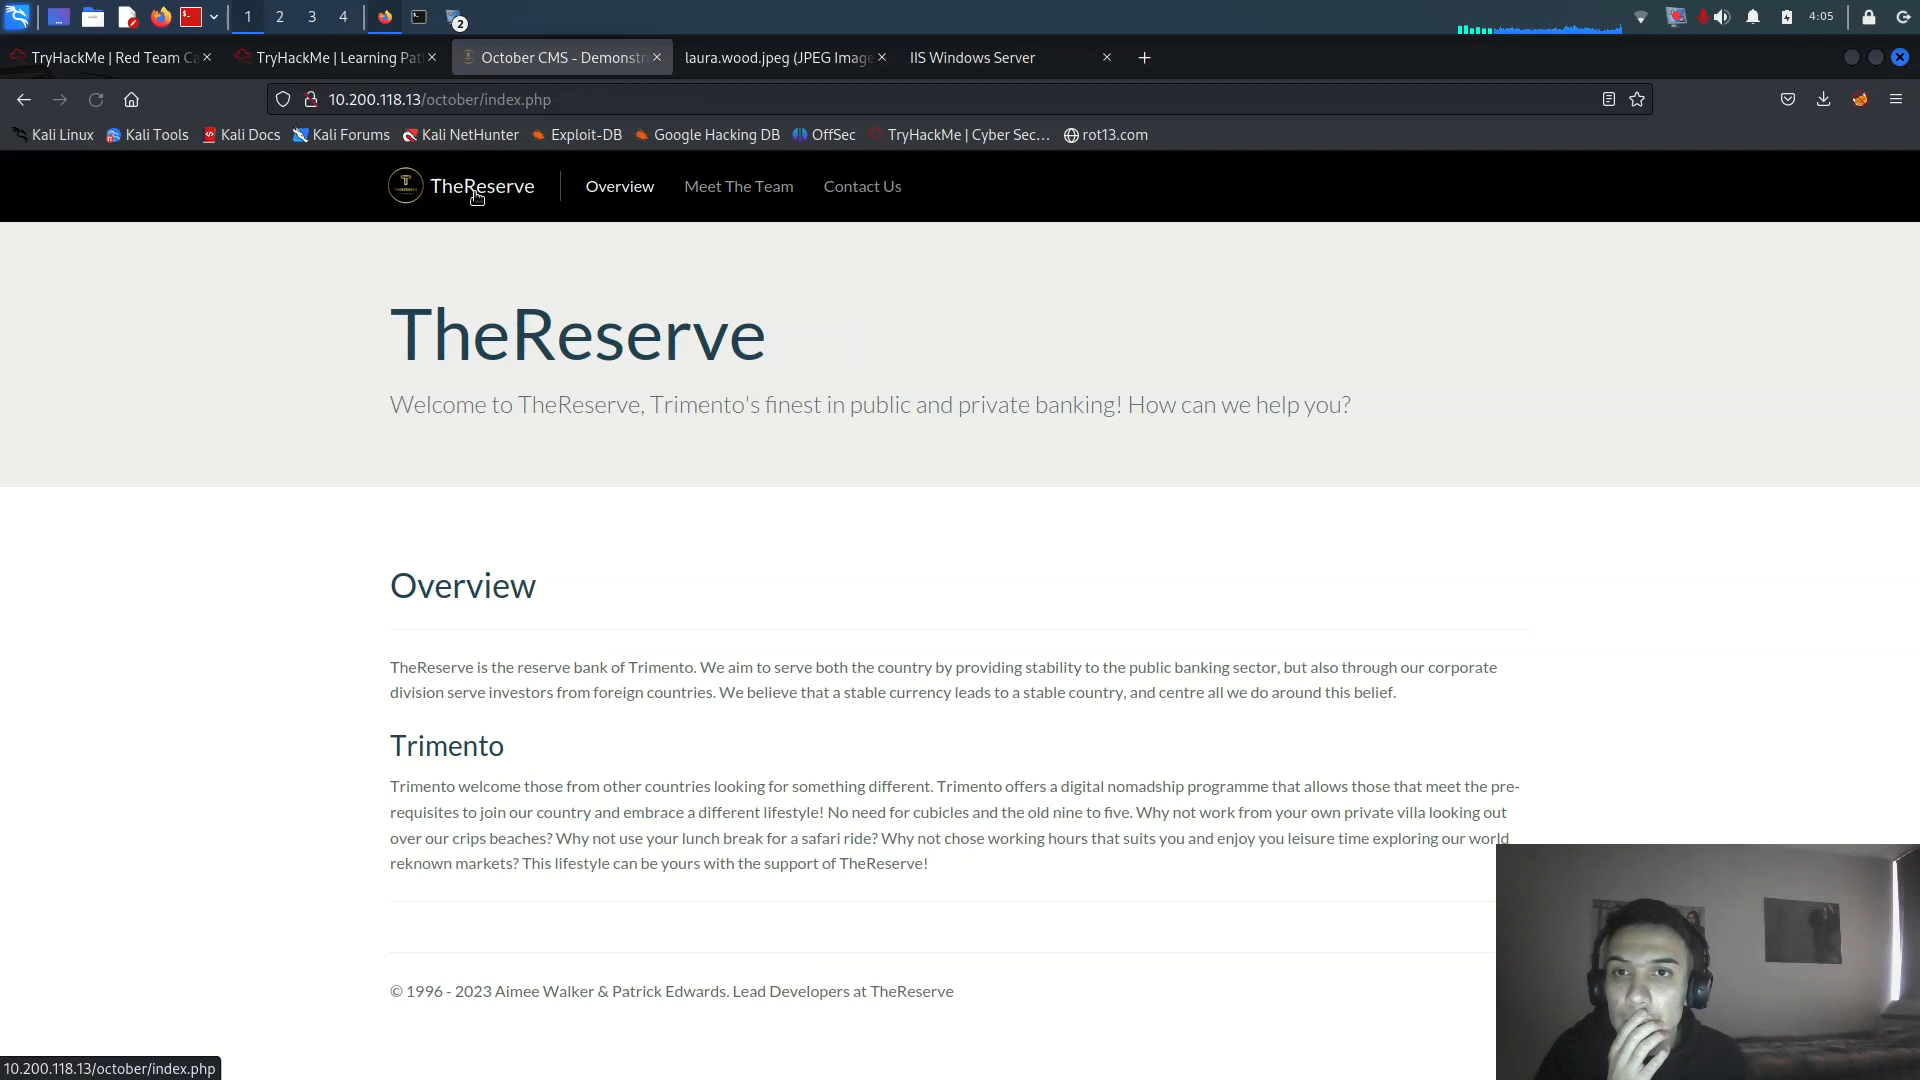 1 2 3 4 2 4:05
TryHackMe | Red Team Ca TryHackMe | Learning Pat October CMS - Demonstra laura.wood.jpeg (JPEG Image IIS Windows Server
10.200.118.13/october/index.php
Kali Linux Kali Tools Kali Docs Kali Forums Kali NetHunter Exploit-DB Google Hacking DB OffSec TryHackMe | Cyber Sec... rot13.com
TheReserve Overview Meet The Team Contact Us
TheReserve
Welcome to TheReserve, Trimento's finest in public and private banking! How can we help you?
Overview
TheReserve is the reserve bank of Trimento. We aim to serve both the country by providing stability to the public banking sector, but also through our corporate
division serve investors from foreign countries. We believe that a stable currency leads to a stable country, and centre all we do around this belief.
Trimento
Trimento welcome those from other countries looking for something different. Trimento offers a digital nomadship programme that allows those that meet the pre-
requisites to join our country and embrace a different lifestyle! No need for cubicles and the old nine to five. Why not work from your own private villa looking out
over our crips beaches? Why not use your lunch break for a safari ride? Why not chose working hours that suits you and enjoy you leisure time exploring our world
reknown markets? This lifestyle can be yours with the support of TheReserve!
© 1996 - 2023 Aimee Walker & Patrick Edwards. Lead Developers at TheReserve
10.200.118.13/october/index.php